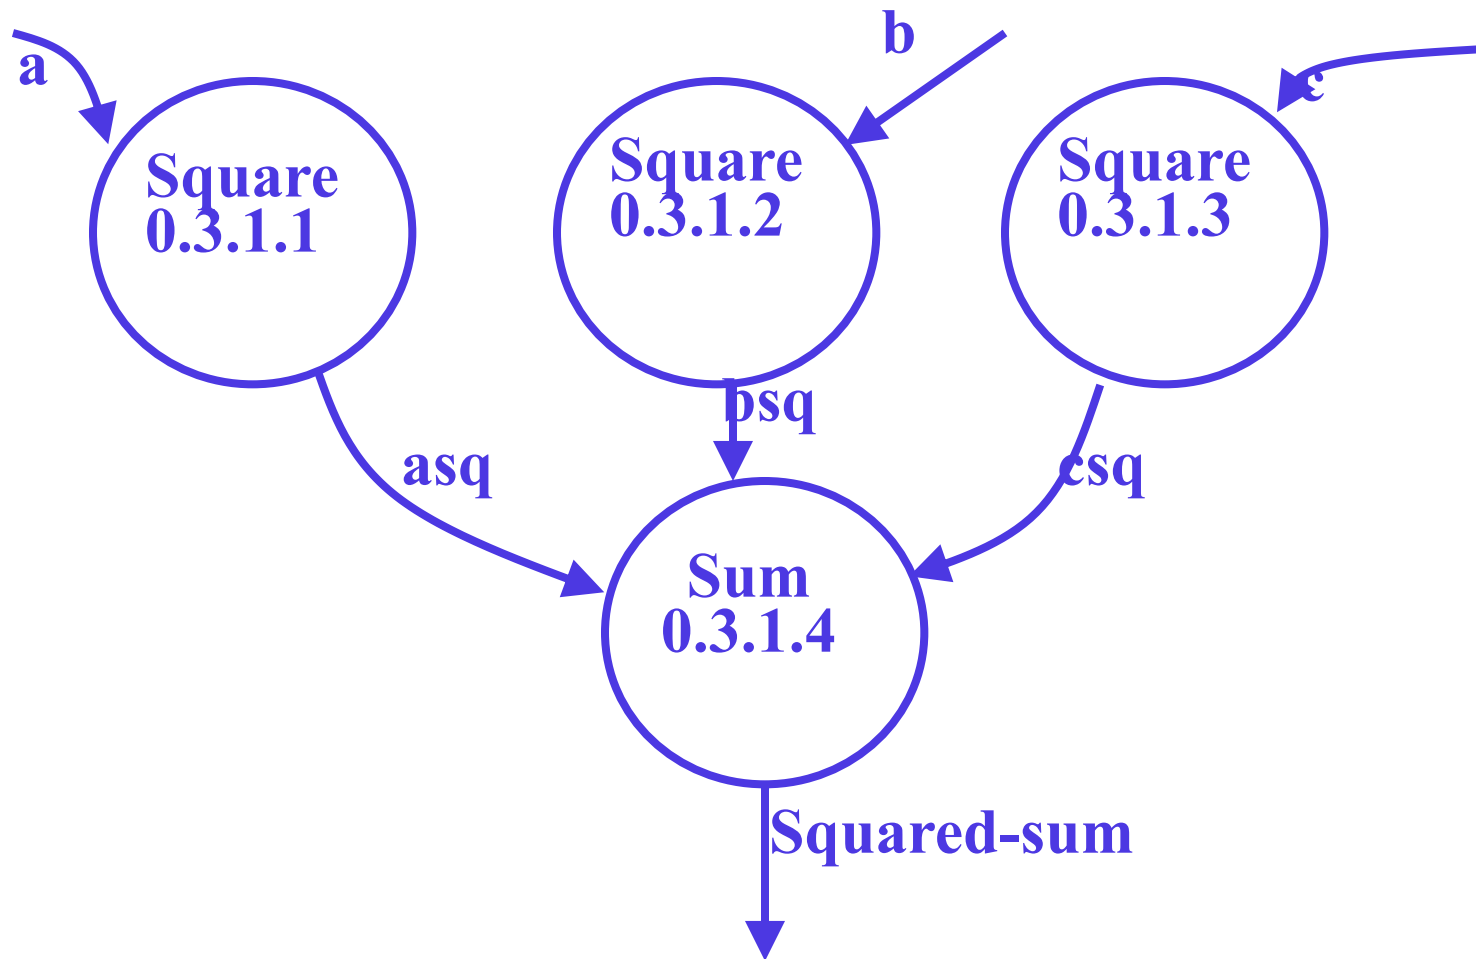 a
b
c
Square
0.3.1.1
Square
0.3.1.2
Square
0.3.1.3
asq
bsq
csq
Sum
0.3.1.4
Squared-sum